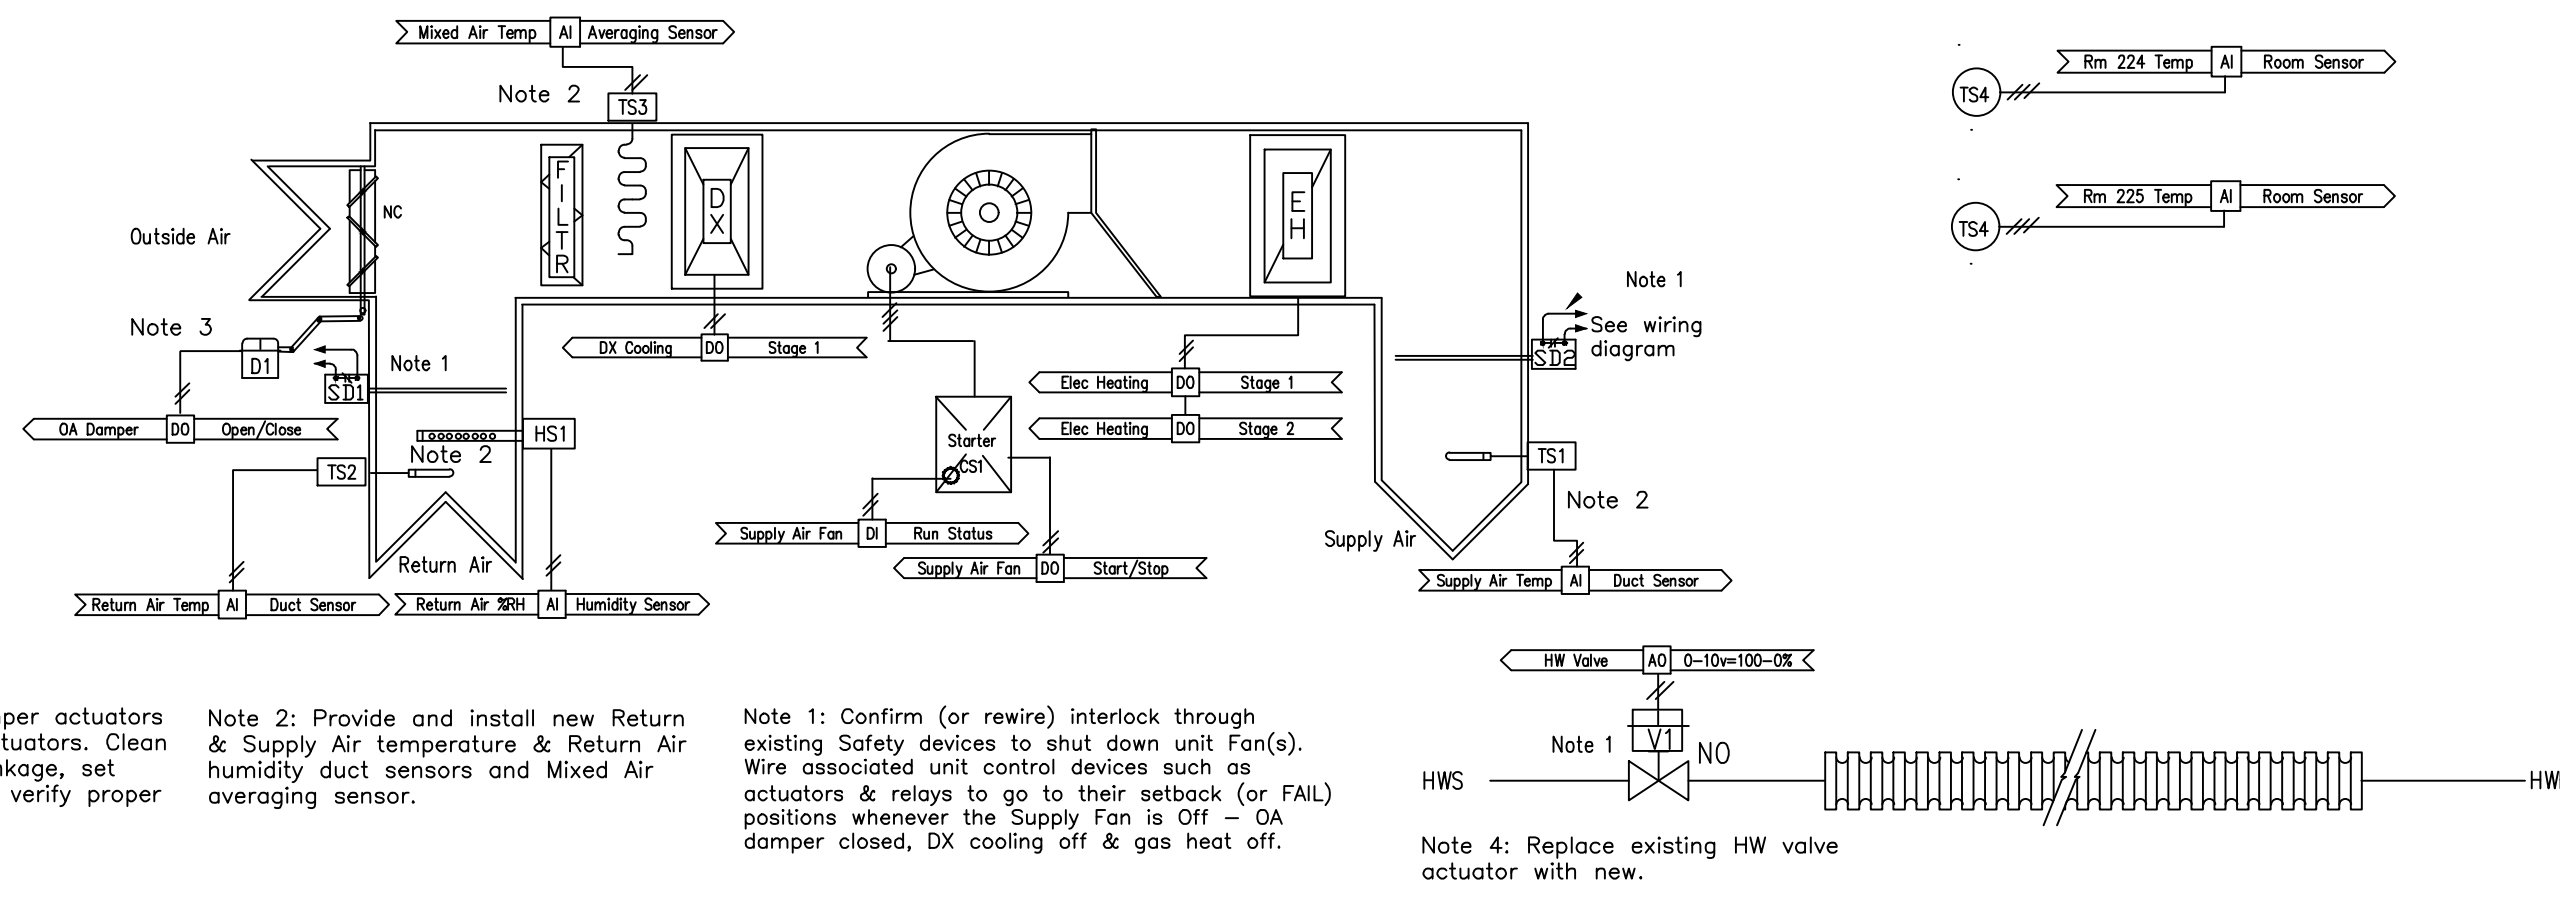 Mixed Air Temp AI Averaging Sensor
Note 2
TS3
Rm 224 Temp AI Room Sensor
TS4
Rm 225 Temp AI Room Sensor
TS4
Outside Air
NC
FILTR
DX
EH
Note 3
D1
Note 1
SD1
OA Damper DO Open/Close
HS1
Note 2
TS2
Return Air
Return Air Temp AI Duct Sensor
Return Air %RH AI Humidity Sensor
DX Cooling DO Stage 1
Starter
CS1
Supply Air Fan DI Run Status
Supply Air Fan DO Start/Stop
Elec Heating DO Stage 1
Elec Heating DO Stage 2
Note 1
See wiring
diagram
SD2
TS1
Note 2
Supply Air
Supply Air Temp AI Duct Sensor
HW Valve AO 0-10v=100-0%
V1
Note 1
NO
HWS
per actuators
tuators. Clean
kage, set
verify proper
Note 2: Provide and install new Return
& Supply Air temperature & Return Air
humidity duct sensors and Mixed Air
averaging sensor.
Note 1: Confirm (or rewire) interlock through
existing Safety devices to shut down unit Fan(s).
Wire associated unit control devices such as
actuators & relays to go to their setback (or FAIL)
positions whenever the Supply Fan is Off – OA
damper closed, DX cooling off & gas heat off.
Note 4: Replace existing HW valve
actuator with new.